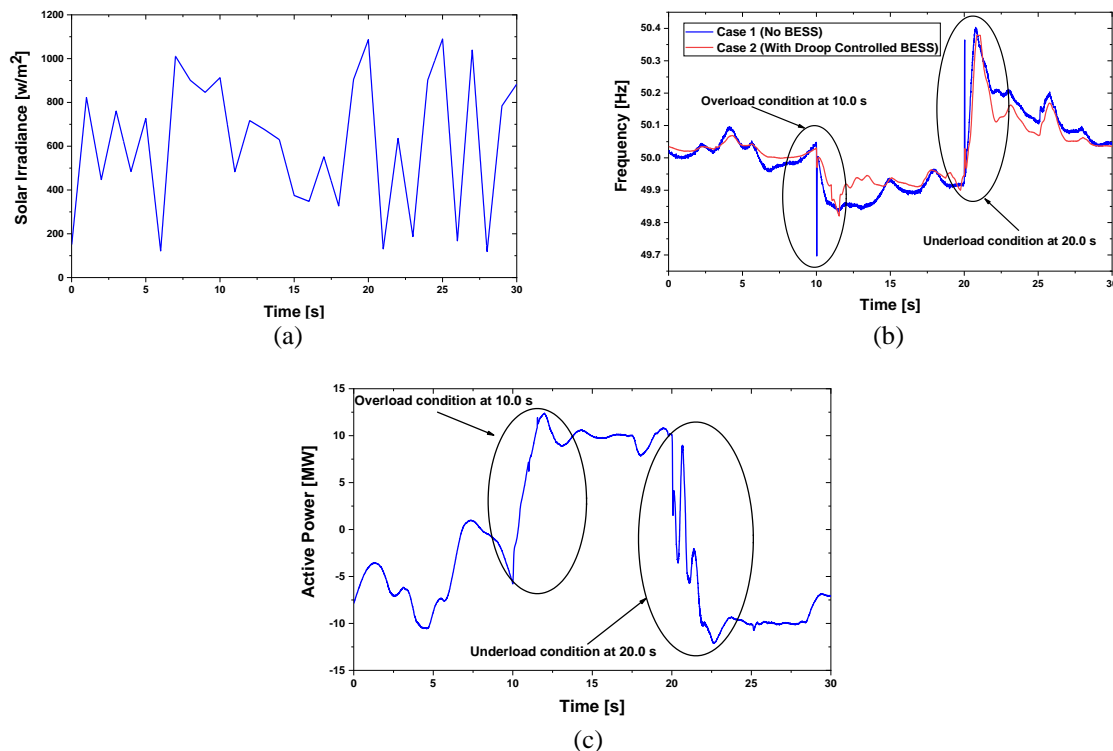 1200
1000
800
600
400
200
0
Solar Irradiance [w/m²]
0 5 10 15 20 25 30
Time [s]
(a)
50.4
50.3
50.2
50.1
50.0
49.9
49.8
49.7
Frequency [Hz]
Case 1 (No BESS)
Case 2 (With Droop Controlled BESS)
Overload condition at 10.0 s
Underload condition at 20.0 s
0 5 10 15 20 25 30
Time [s]
(b)
15
10
5
0
-5
-10
-15
Active Power [MW]
Overload condition at 10.0 s
Underload condition at 20.0 s
0 5 10 15 20 25 30
Time [s]
(c)